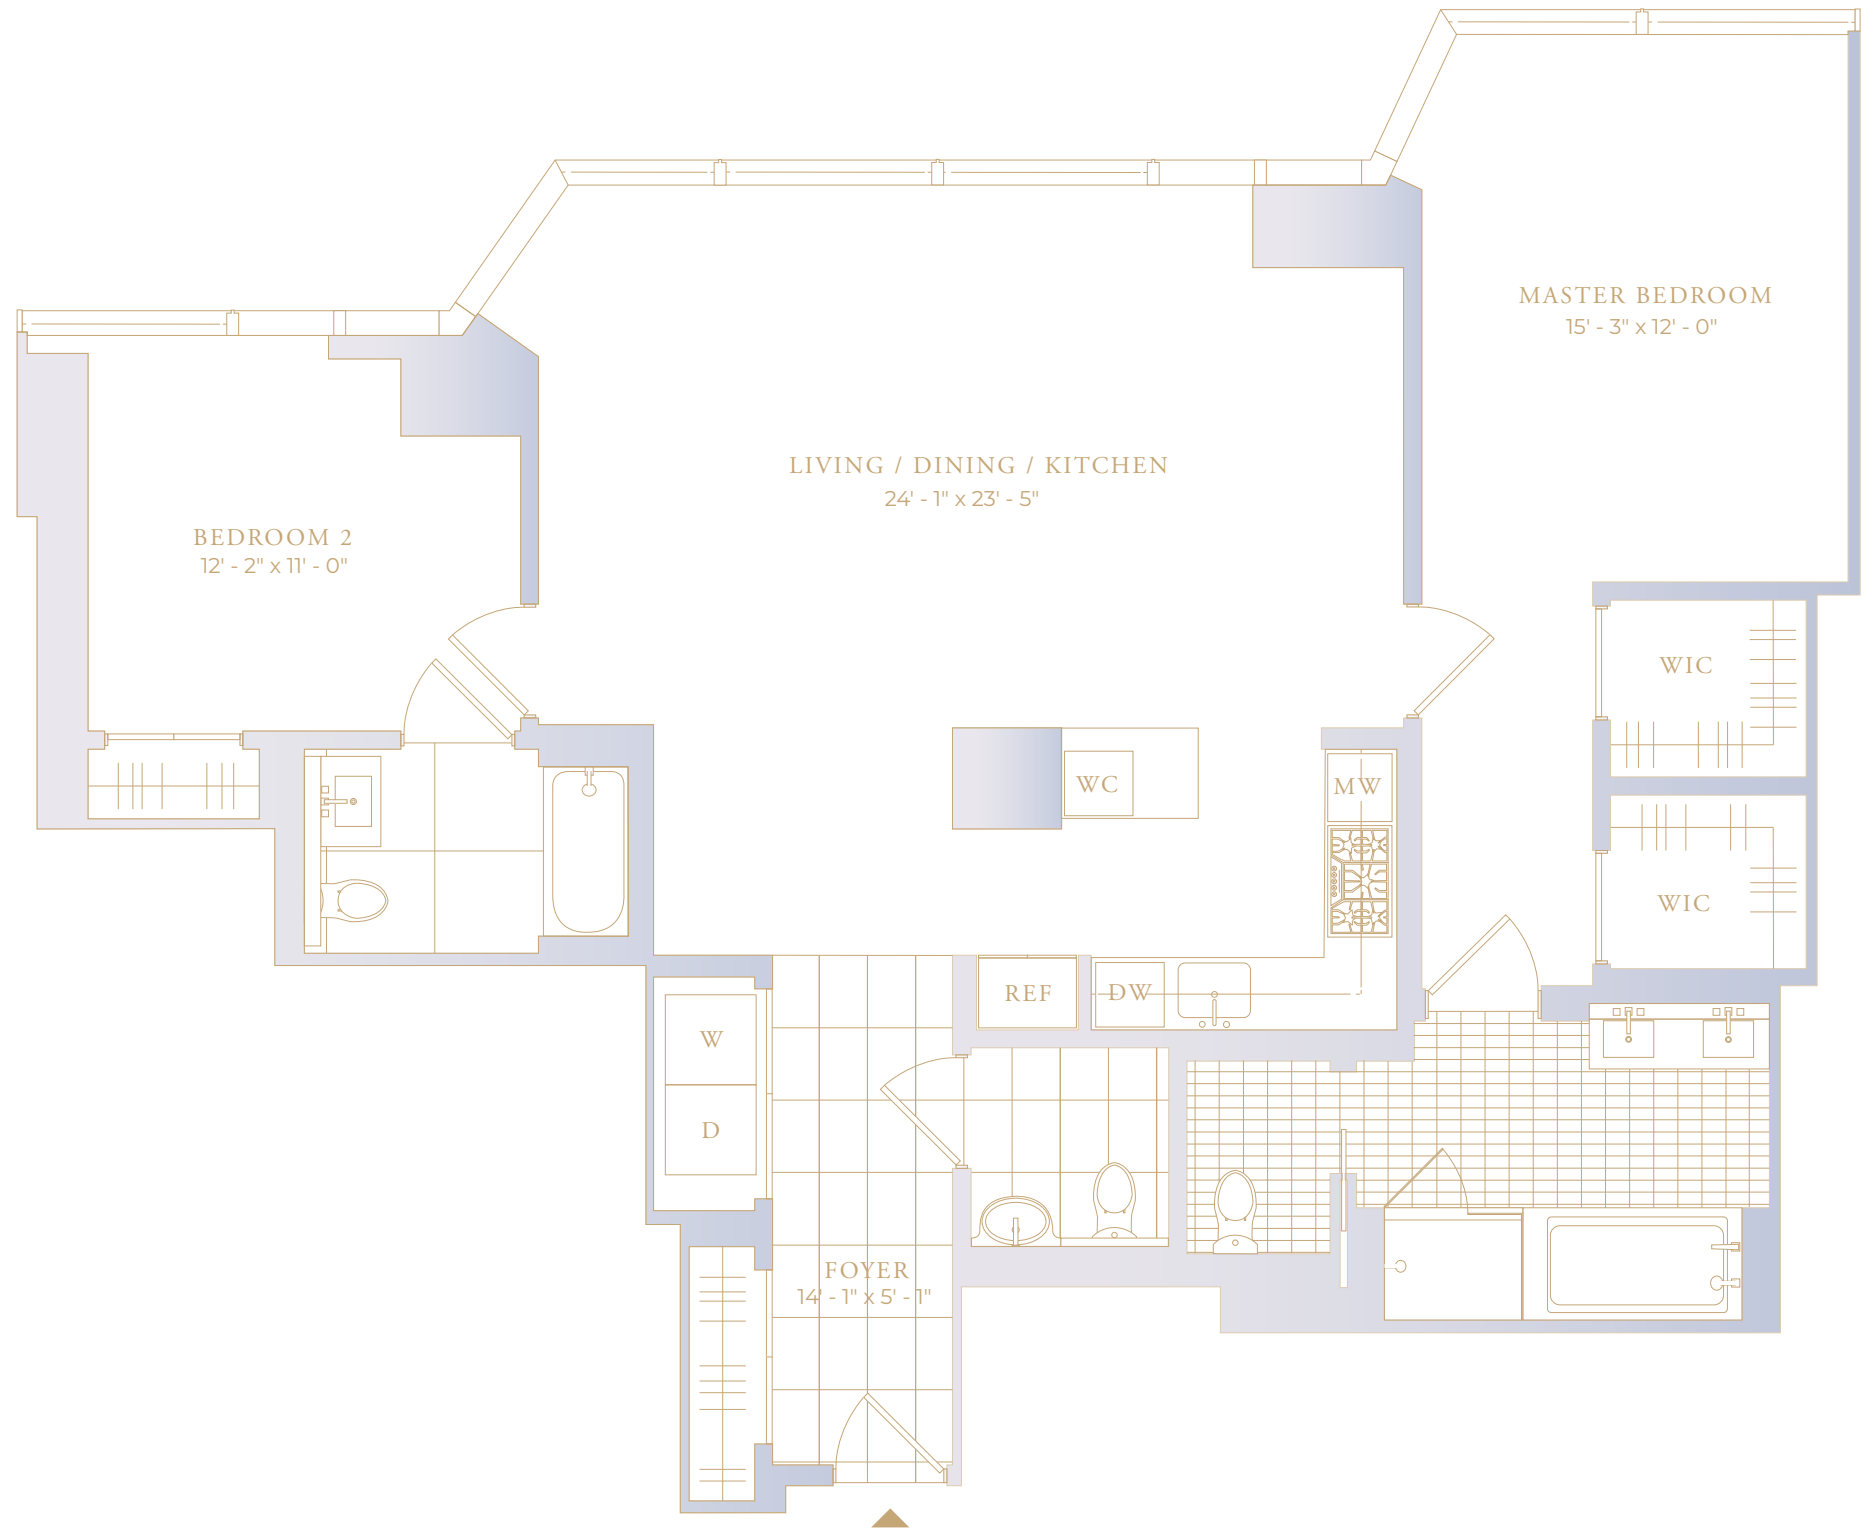 MASTER BEDROOM
15' - 3" x 12' - 0"
LIVING / DINING / KITCHEN
24' - 1" x 23' - 5"
BEDROOM 2
12' - 2" x 11' - 0"
WIC
WC
MW
WIC
REF
DW
W
D
FOYER
14' - 1" x 5' - 1"